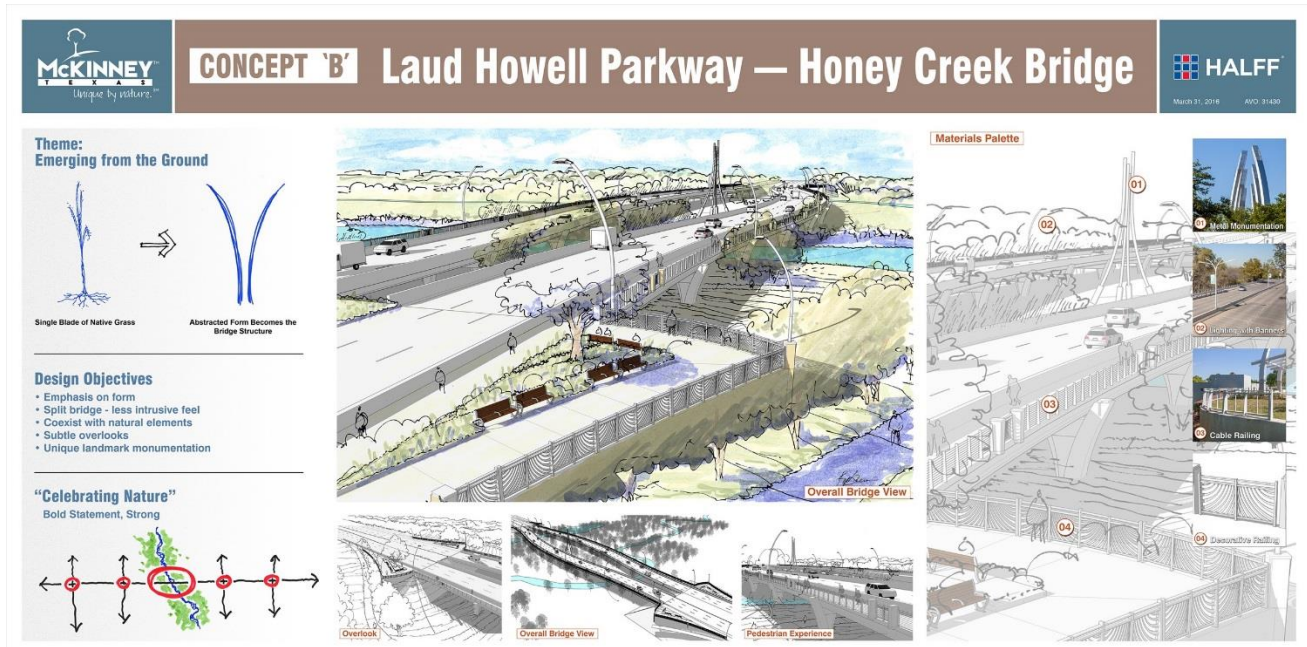 McKINNEY
TEXAS
Unique by nature.™
CONCEPT 'B'
Laud Howell Parkway — Honey Creek Bridge
HALFF
March 31, 2016 AVO 31430
Theme:
Emerging from the Ground
Single Blade of Native Grass
Abstracted Form Becomes the
Bridge Structure
Design Objectives
• Emphasis on form
• Split bridge - less intrusive feel
• Coexist with natural elements
• Subtle overlooks
• Unique landmark monumentation
“Celebrating Nature”
Bold Statement, Strong
Overall Bridge View
Overlook
Overall Bridge View
Pedestrian Experience
Materials Palette
01
02
03
04
01 Metal Monumentation
02 Lighting with Banners
03 Cable Railing
04 Decorative Railing